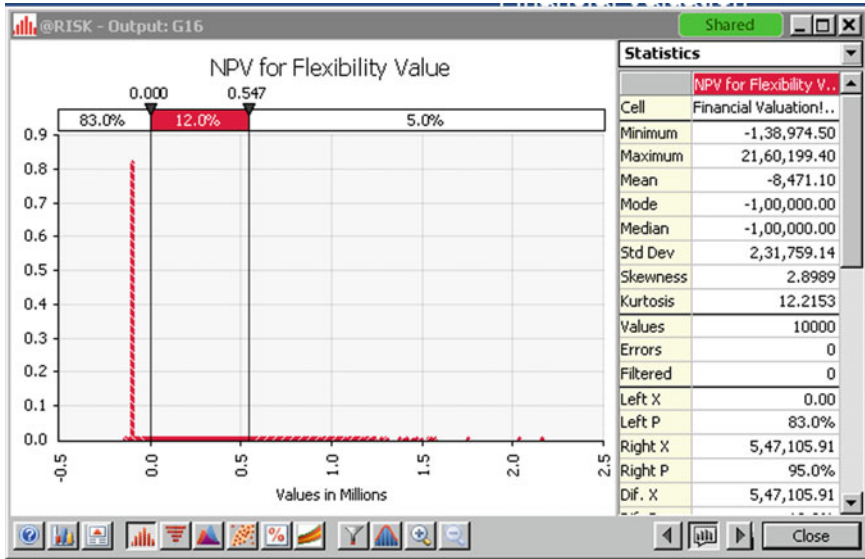 @RISK - Output: G16
Shared
NPV for Flexibility Value
0.000 0.547
83.0% 12.0% 5.0%
0.9
0.8
0.7
0.6
0.5
0.4
0.3
0.2
0.1
0.0
-0.5 0.0 0.5 1.0 1.5 2.0 2.5
Values in Millions
Statistics
NPV for Flexibility V..
Cell Financial Valuation!..
Minimum -1,38,974.50
Maximum 21,60,199.40
Mean -8,471.10
Mode -1,00,000.00
Median -1,00,000.00
Std Dev 2,31,759.14
Skewness 2.8989
Kurtosis 12.2153
Values 10000
Errors 0
Filtered 0
Left X 0.00
Left P 83.0%
Right X 5,47,105.91
Right P 95.0%
Dif. X 5,47,105.91
Close